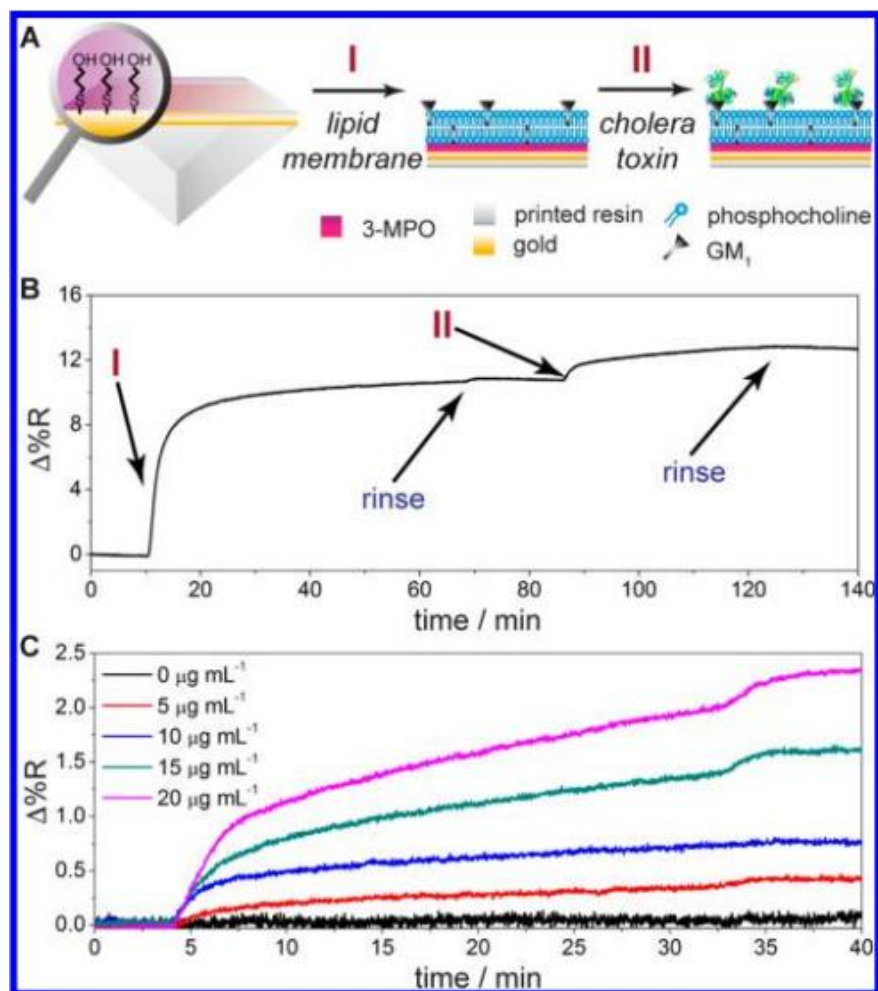 A
OH OH OH
S S S
I
lipid
membrane
II
cholera
toxin
3-MPO
printed resin
gold
phosphocholine
GM₁
B
16
12
8
4
0
Δ%R
I
rinse
II
rinse
0 20 40 60 80 100 120 140
time / min
C
2.5
2.0
1.5
1.0
0.5
0.0
Δ%R
0 μg mL⁻¹
5 μg mL⁻¹
10 μg mL⁻¹
15 μg mL⁻¹
20 μg mL⁻¹
0 5 10 15 20 25 30 35 40
time / min